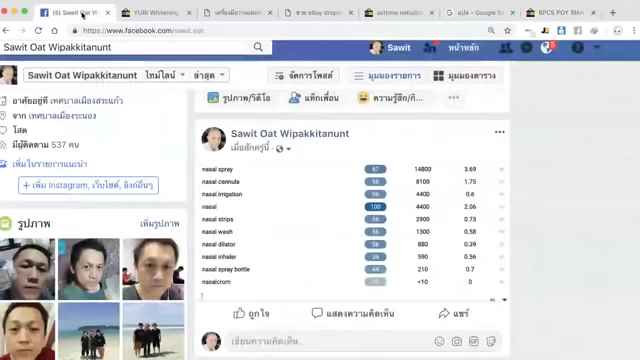 (5) Sawit Oat Wi
YURI Whitening
เครื่องมือวางแผนค
ขาย eBay dropsh
asthma nebulize
แปล - Google Se
6PCS POY SIAN
https://www.facebook.com/sawit.oat
Sawit Oat Wipakkitanunt
Sawit
หน้าหลัก
Sawit Oat Wipakkitanunt
ไทม์ไลน์
ล่าสุด
จัดการโพสต์
มุมมองรายการ
มุมมองตาราง
อาศัยอยู่ที่ เทศบาลเมืองสระแก้ว
จาก เทศบาลเมืองระนอง
โสด
มีผู้ติดตาม 537 คน
เพิ่มในรายการแนะนำ
+ เพิ่ม Instagram, เว็บไซต์, ลิงก์อื่นๆ
รูปภาพ
เพิ่มรูปภาพ
รูปภาพ/วิดีโอ
แท็กเพื่อน
ความรู้สึก/กิ...
Sawit Oat Wipakkitanunt
เมื่อสักครู่นี้
nasal spray 67 14800 3.69
nasal cannula 56 8100 1.75
nasal irrigation 56 4400 0.6
nasal 100 4400 2.06
nasal strips 56 2900 0.73
nasal wash 56 1300 0.58
nasal dilator 56 880 0.39
nasal inhaler 590 0.56
nasal spray bottle 210 0.7
nasalcrom <10 0
ถูกใจ
แสดงความคิดเห็น
แชร์
เขียนความคิดเห็น...